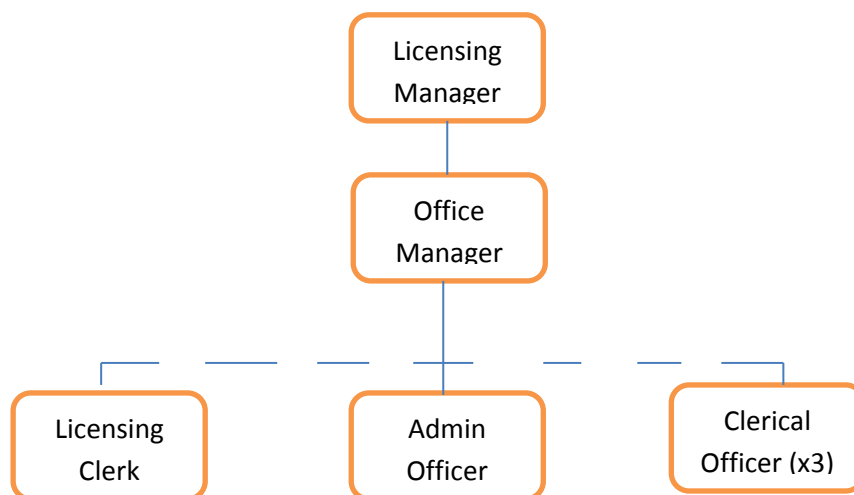 Licensing
Manager
Office
Manager
Licensing
Clerk
Admin
Officer
Clerical
Officer (x3)